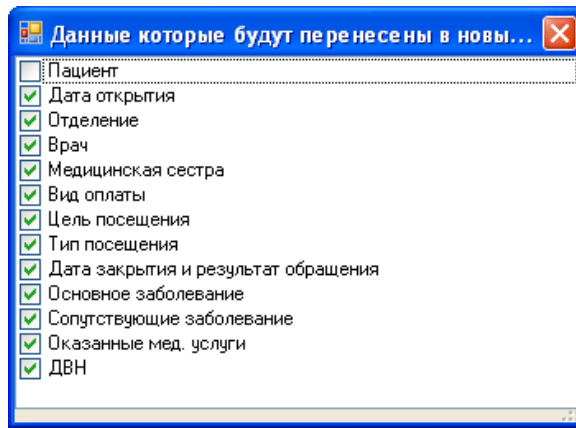 Данные которые будут перенесены в новы...
Пациент
Дата открытия
Отделение
Врач
Медицинская сестра
Вид оплаты
Цель посещения
Тип посещения
Дата закрытия и результат обращения
Основное заболевание
Сопутствующие заболевание
Оказанные мед. услуги
ДВН